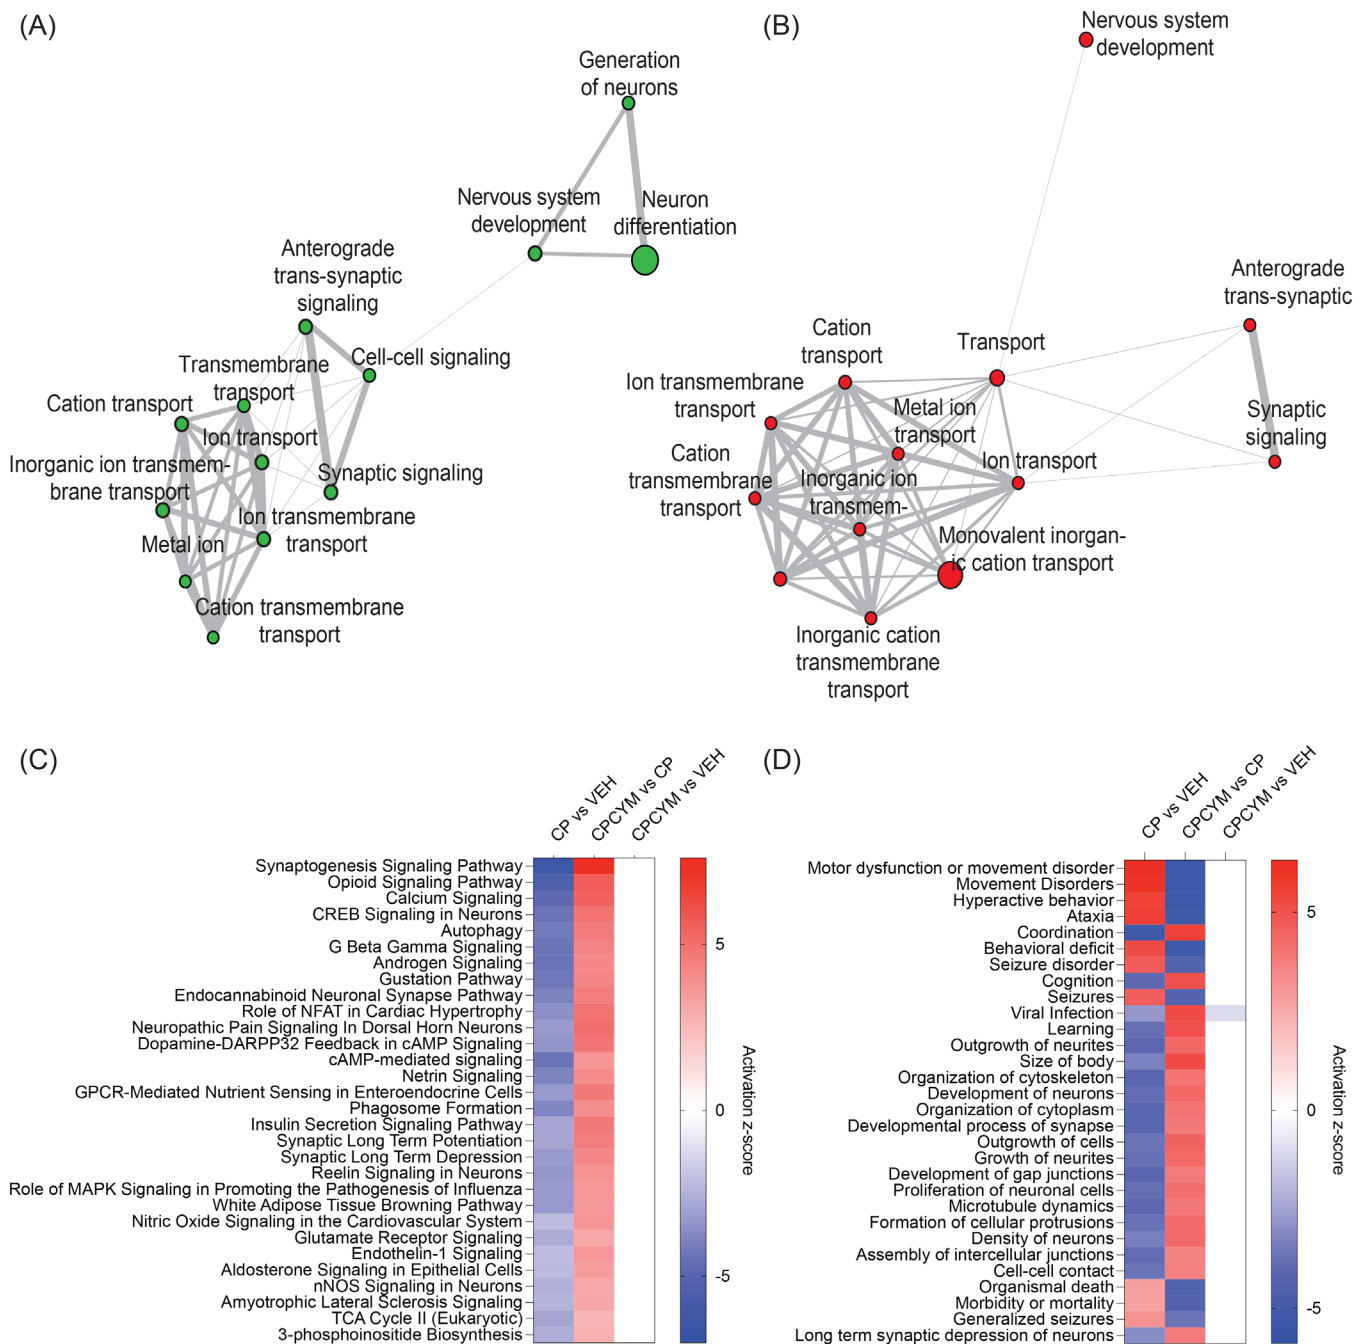 (A)
Generation
of neurons
Nervous system
development
Neuron
differentiation
Anterograde
trans-synaptic
signaling
Cell-cell signaling
Transmembrane
transport
Cation transport
Ion transport
Inorganic ion transmem-
brane transport
Synaptic signaling
Ion transmembrane
transport
Metal ion
Cation transmembrane
transport
(B)
Nervous system
development
Anterograde
trans-synaptic
Cation
transport
Transport
Ion transmembrane
transport
Metal ion
transport
Synaptic
signaling
Cation
transmembrane
transport
Ion transport
Inorganic ion
transmem-
Monovalent inorgan-
ic cation transport
Inorganic cation
transmembrane
transport
(C)
CP vs VEH
CPCYM vs CP
CPCYM vs VEH
Synaptogenesis Signaling Pathway
Opioid Signaling Pathway
Calcium Signaling
CREB Signaling in Neurons
Autophagy
G Beta Gamma Signaling
Androgen Signaling
Gustation Pathway
Endocannabinoid Neuronal Synapse Pathway
Role of NFAT in Cardiac Hypertrophy
Neuropathic Pain Signaling In Dorsal Horn Neurons
Dopamine-DARPP32 Feedback in cAMP Signaling
cAMP-mediated signaling
Netrin Signaling
GPCR-Mediated Nutrient Sensing in Enteroendocrine Cells
Phagosome Formation
Insulin Secretion Signaling Pathway
Synaptic Long Term Potentiation
Synaptic Long Term Depression
Reelin Signaling in Neurons
Role of MAPK Signaling in Promoting the Pathogenesis of Influenza
White Adipose Tissue Browning Pathway
Nitric Oxide Signaling in the Cardiovascular System
Glutamate Receptor Signaling
Endothelin-1 Signaling
Aldosterone Signaling in Epithelial Cells
nNOS Signaling in Neurons
Amyotrophic Lateral Sclerosis Signaling
TCA Cycle II (Eukaryotic)
3-phosphoinositide Biosynthesis
5
0
-5
Activation z-score
(D)
CP vs VEH
CPCYM vs CP
CPCYM vs VEH
Motor dysfunction or movement disorder
Movement Disorders
Hyperactive behavior
Ataxia
Coordination
Behavioral deficit
Seizure disorder
Cognition
Seizures
Viral Infection
Learning
Outgrowth of neurites
Size of body
Organization of cytoskeleton
Development of neurons
Organization of cytoplasm
Developmental process of synapse
Outgrowth of cells
Growth of neurites
Development of gap junctions
Proliferation of neuronal cells
Microtubule dynamics
Formation of cellular protrusions
Density of neurons
Assembly of intercellular junctions
Cell-cell contact
Organismal death
Morbidity or mortality
Generalized seizures
Long term synaptic depression of neurons
5
0
-5
Activation z-score